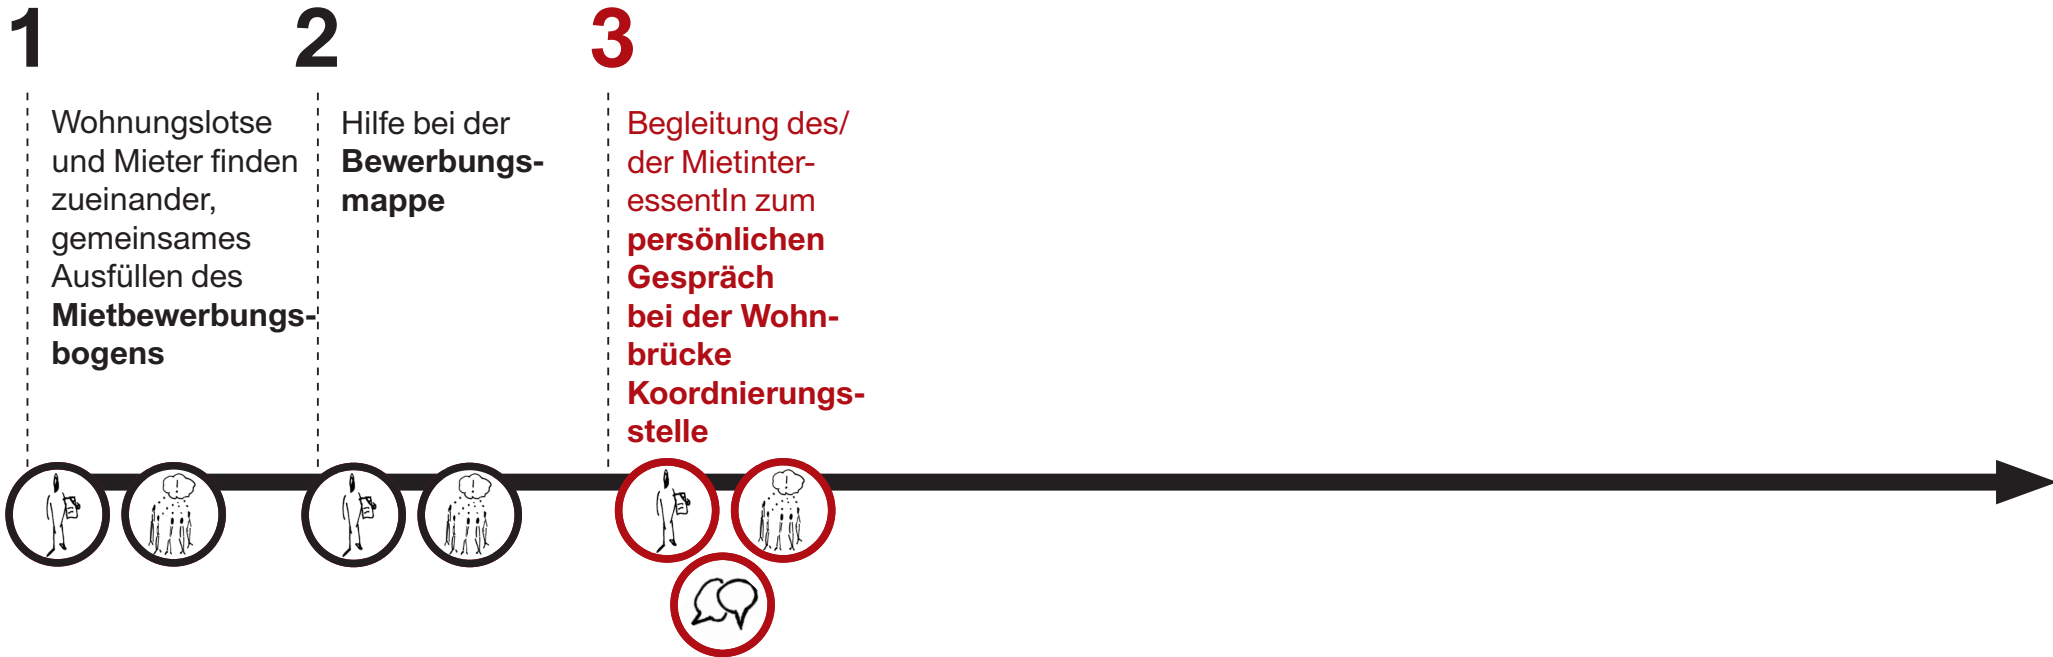 1
Wohnungslotse
und Mieter finden
zueinander,
gemeinsames
Ausfüllen des
Mietbewerbungs-
bogens
2
Hilfe bei der
Bewerbungs-
mappe
3
Begleitung des/
der Mietinter-
essentIn zum
persönlichen
Gespräch
bei der Wohn-
brücke
Koordnierungs-
stelle